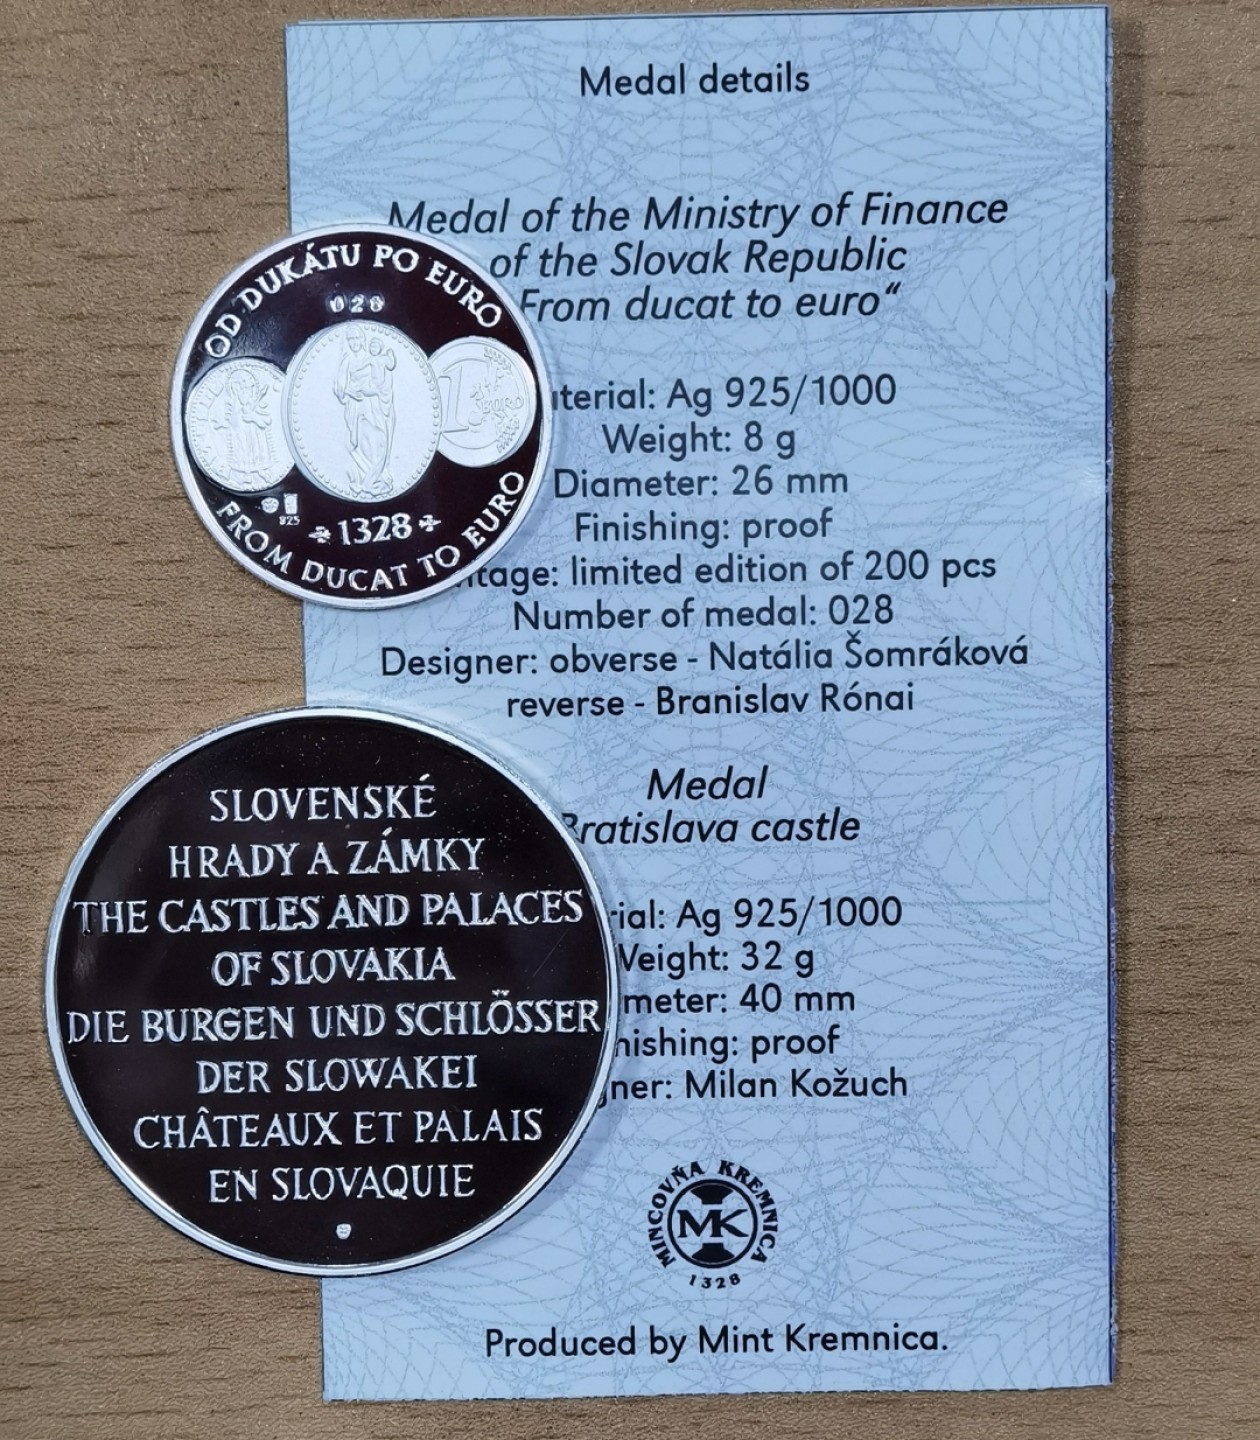 Medal details
Medal of the Ministry of Finance
of the Slovak Republic
From ducat to euro“
terial: Ag 925/1000
Weight: 8 g
Diameter: 26 mm
Finishing: proof
tage: limited edition of 200 pcs
Number of medal: 028
Designer: obverse - Natália Šomráková
reverse - Branislav Rónai
Medal
Bratislava castle
rial: Ag 925/1000
Weight: 32 g
meter: 40 mm
nishing: proof
gner: Milan Kožuch
MINCOVŇA KREMNICA
MK
1328
Produced by Mint Kremnica.
OD DUKÁTU PO EURO
028
1
EURO
925
1328
FROM DUCAT TO EURO
SLOVENSKÉ
HRADY A ZÁMKY
THE CASTLES AND PALACES
OF SLOVAKIA
DIE BURGEN UND SCHLÖSSER
DER SLOWAKEI
CHÂTEAUX ET PALAIS
EN SLOVAQUIE